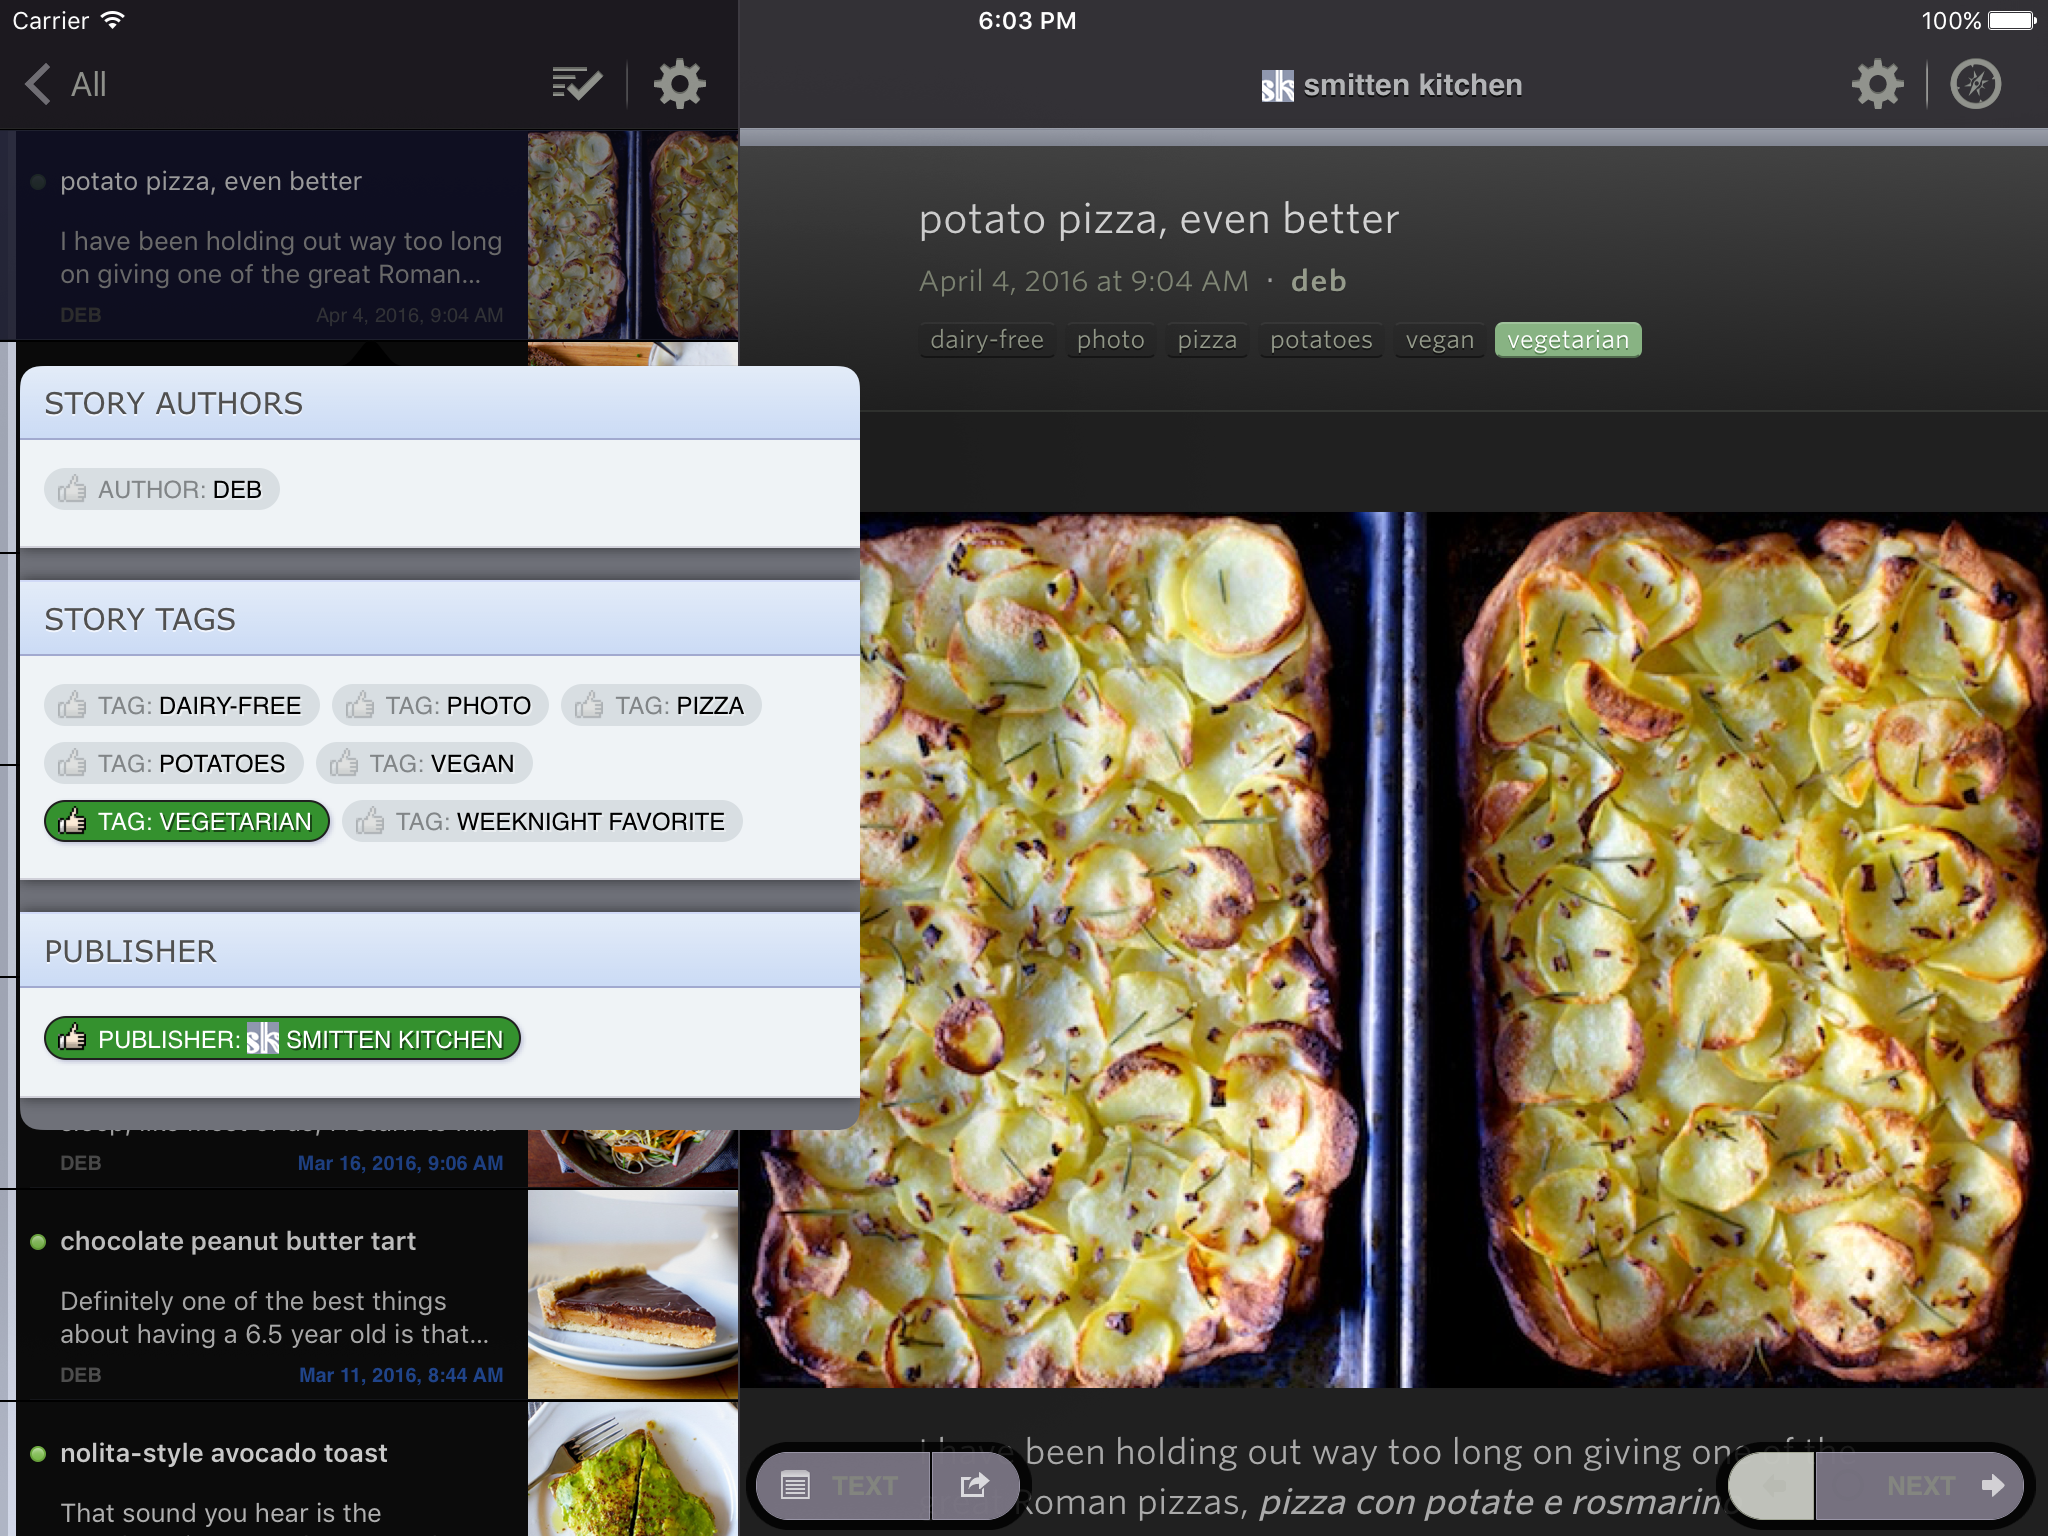 Carrier
6:03 PM
100%
All
sk smitten kitchen
potato pizza, even better
I have been holding out way too long
on giving one of the great Roman...
DEB
Apr 4, 2016, 9:04 AM
potato pizza, even better
April 4, 2016 at 9:04 AM · deb
dairy-free photo pizza potatoes vegan vegetarian
STORY AUTHORS
AUTHOR: DEB
STORY TAGS
TAG: DAIRY-FREE TAG: PHOTO TAG: PIZZA
TAG: POTATOES TAG: VEGAN
TAG: VEGETARIAN TAG: WEEKNIGHT FAVORITE
PUBLISHER
PUBLISHER: sk SMITTEN KITCHEN
DEB
Mar 16, 2016, 9:06 AM
chocolate peanut butter tart
Definitely one of the best things
about having a 6.5 year old is that...
DEB
Mar 11, 2016, 8:44 AM
nolita-style avocado toast
That sound you hear is the
I have been holding out way too long on giving one of the
Roman pizzas, pizza con potate e rosmarino
TEXT
NEXT